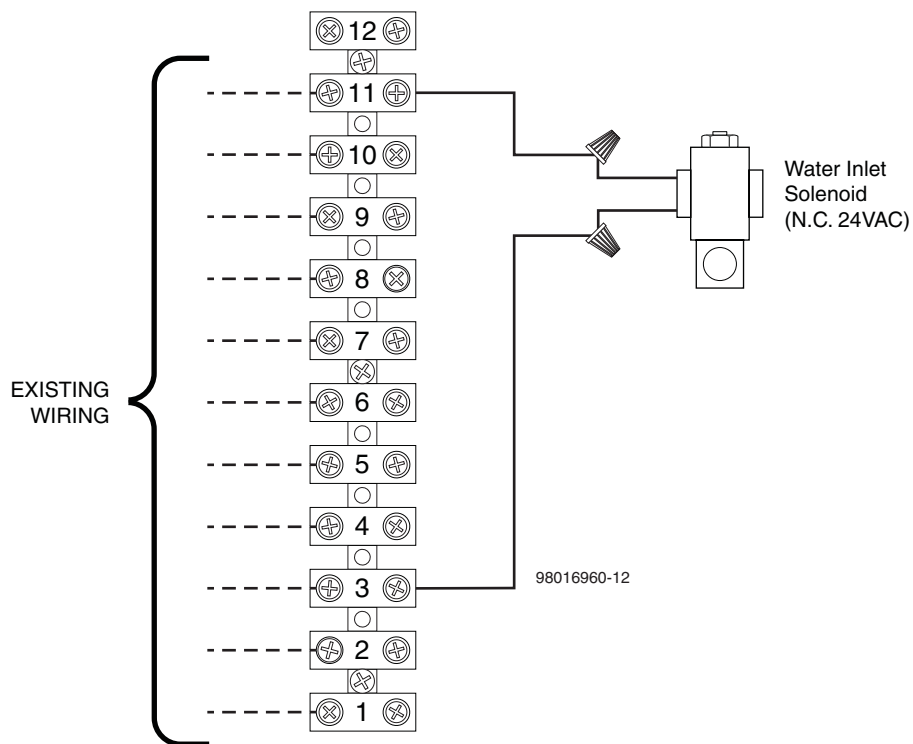 12
11
10
9
8
7
6
5
4
3
2
1
EXISTING
WIRING
Water Inlet
Solenoid
(N.C. 24VAC)
98016960-12